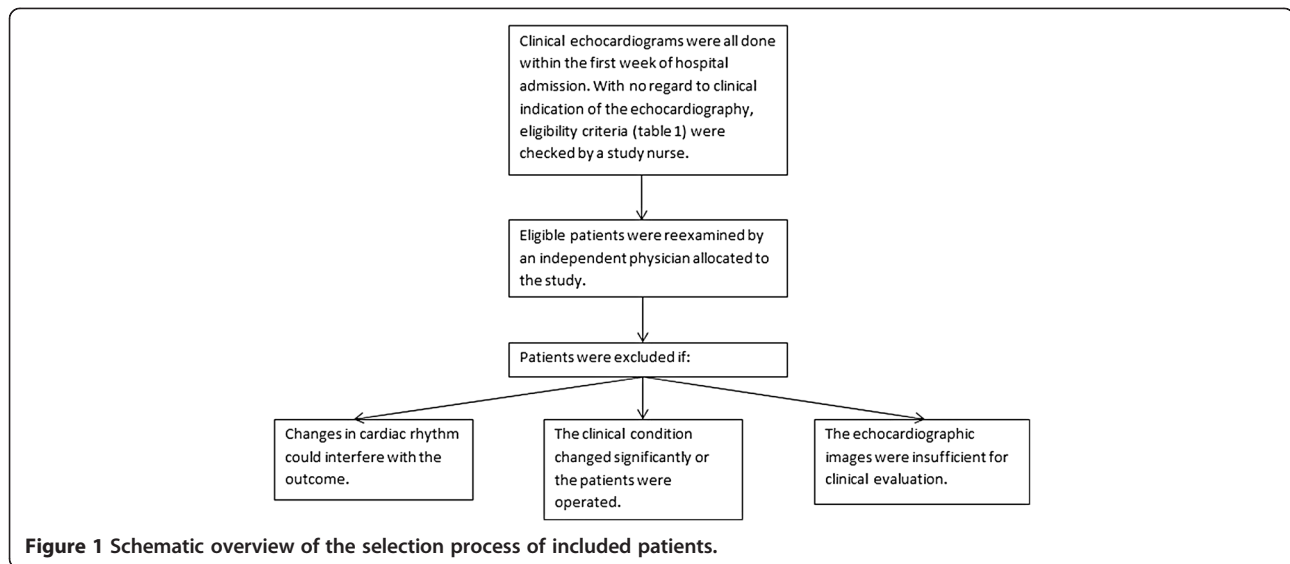 Clinical echocardiograms were all done
within the first week of hospital
admission. With no regard to clinical
indication of the echocardiography,
eligibility criteria (table 1) were
checked by a study nurse.
Eligible patients were reexamined by
an independent physician allocated to
the study.
Patients were excluded if:
Changes in cardiac rhythm
could interfere with the
outcome.
The clinical condition
changed significantly or
the patients were
operated.
The echocardiographic
images were insufficient for
clinical evaluation.
Figure 1 Schematic overview of the selection process of included patients.